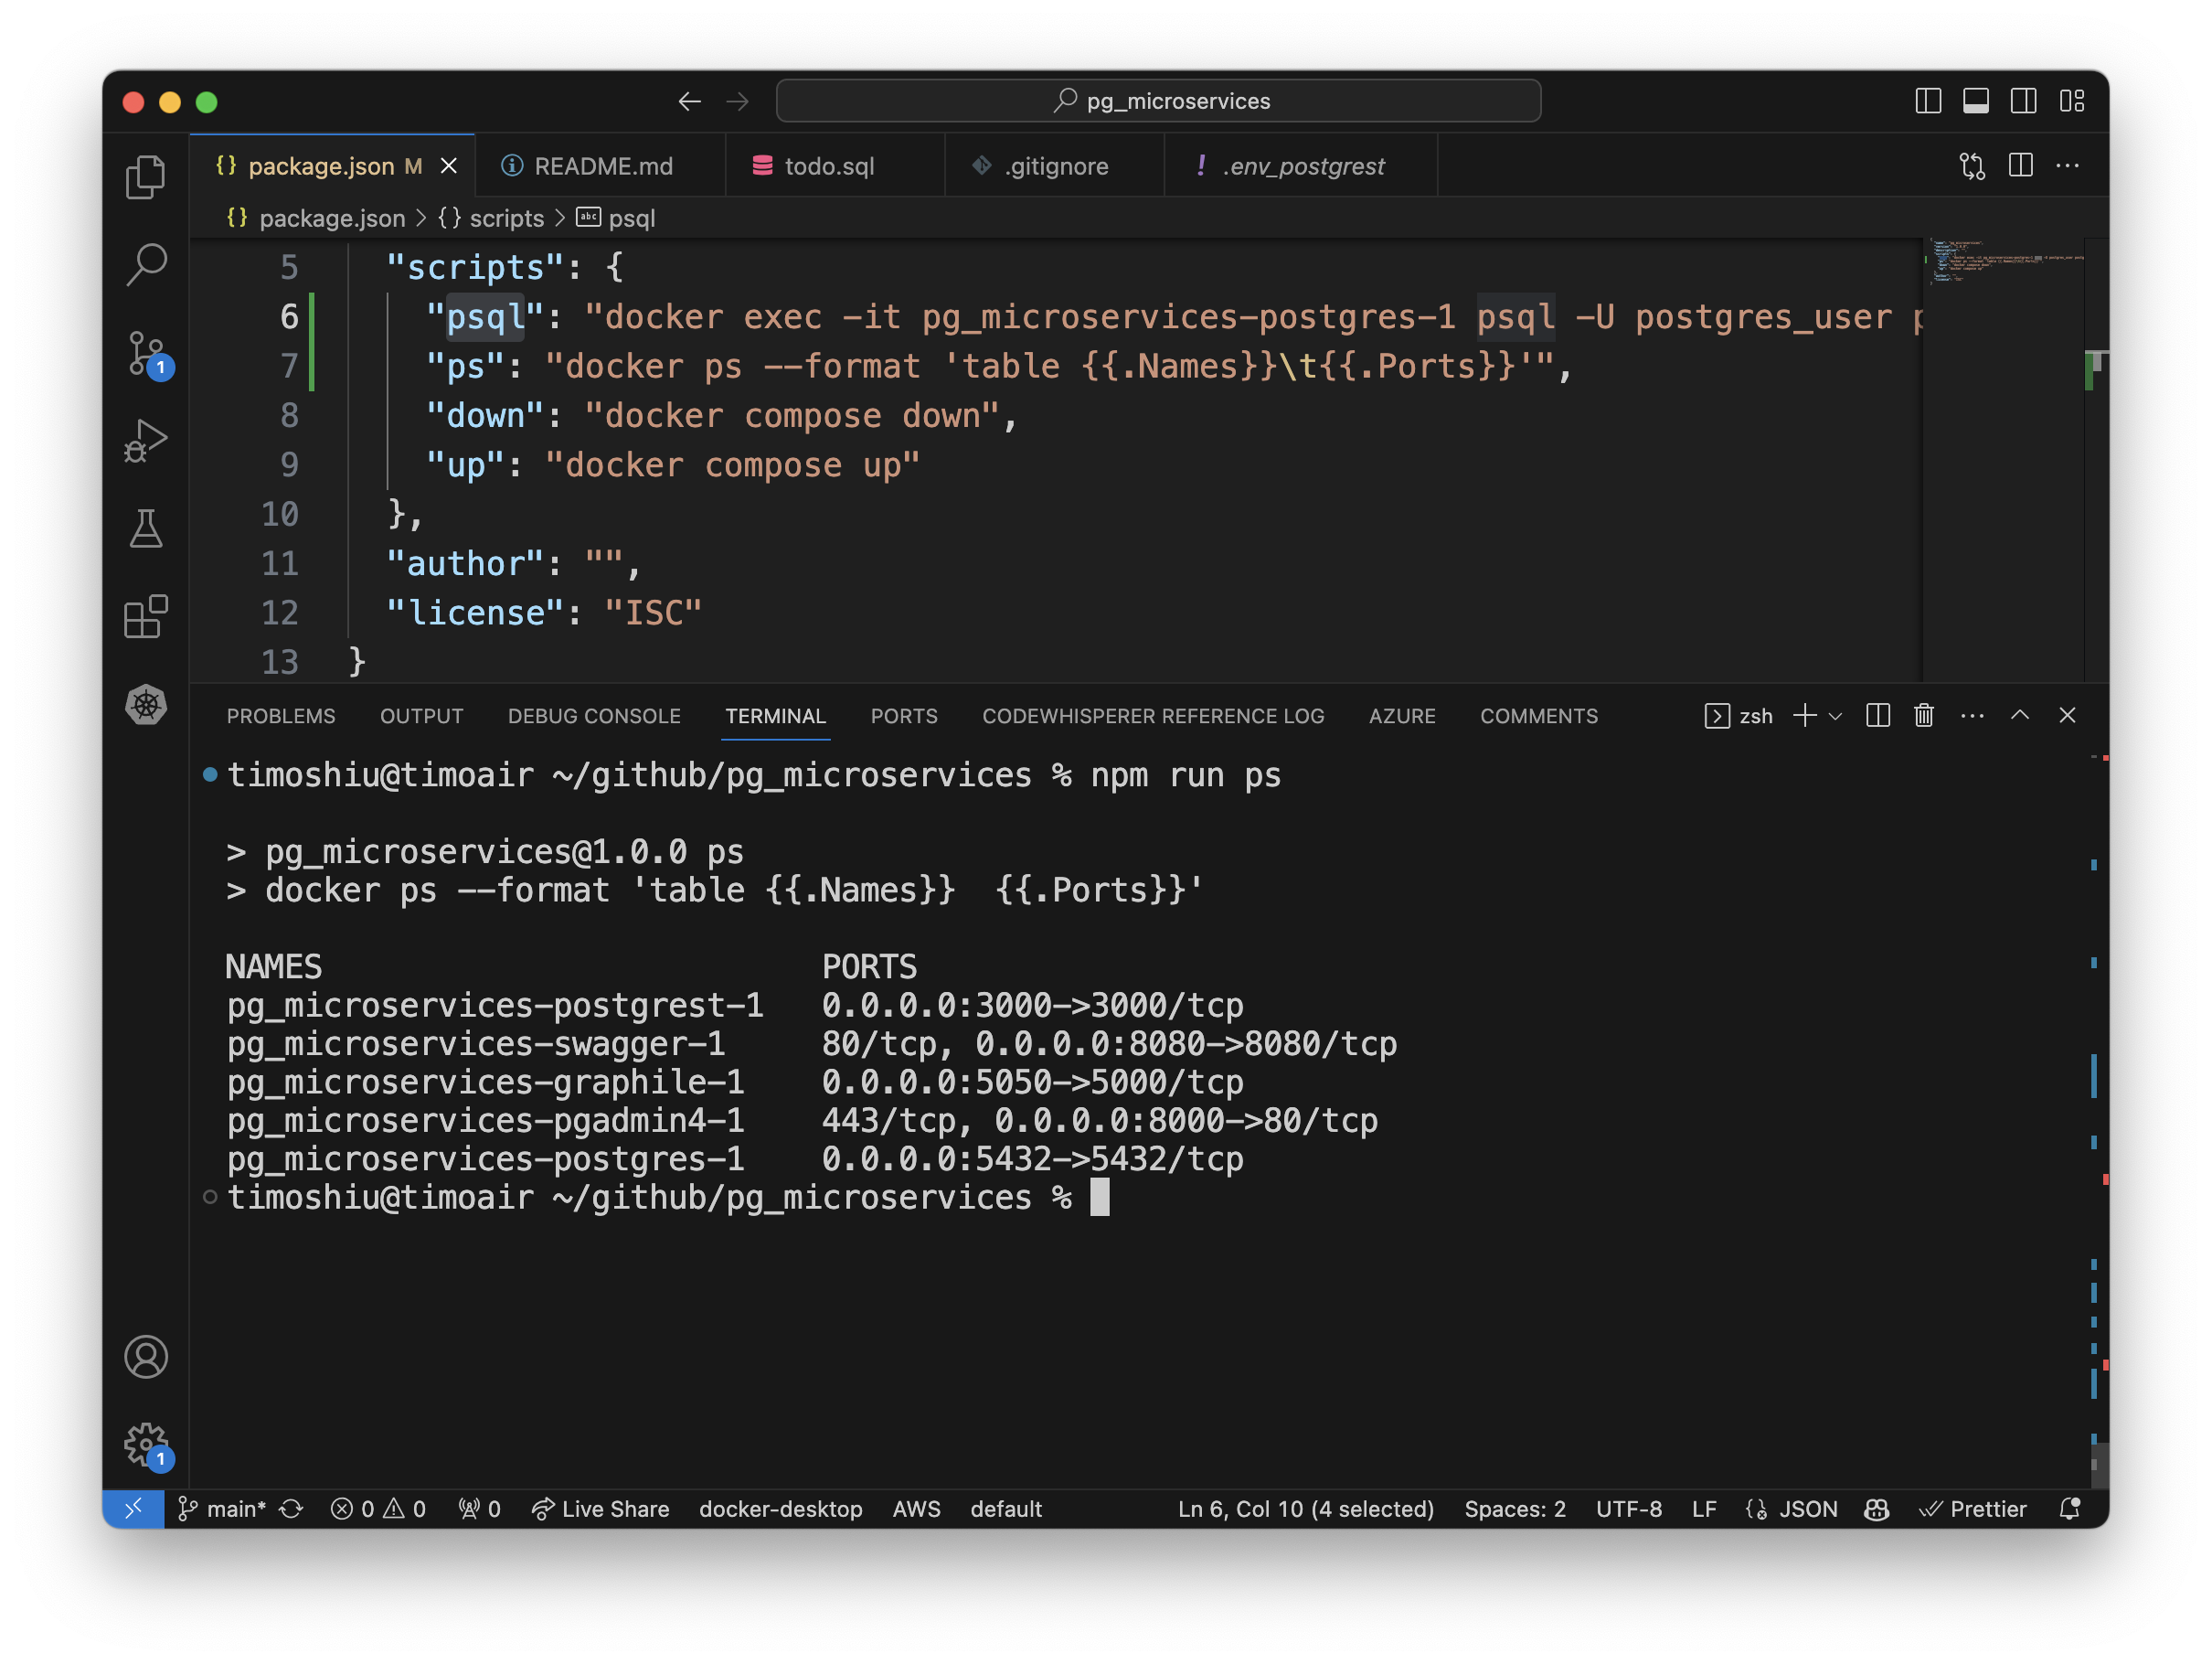 pg_microservices
{} package.json M
README.md
todo.sql
.gitignore
! .env_postgrest
{} package.json > {} scripts > abc psql
5 "scripts": {
6 "psql": "docker exec -it pg_microservices-postgres-1 psql -U postgres_user p
7 "ps": "docker ps --format 'table {{.Names}}\t{{.Ports}}'",
8 "down": "docker compose down",
9 "up": "docker compose up"
10 },
11 "author": "",
12 "license": "ISC"
13 }
PROBLEMS OUTPUT DEBUG CONSOLE TERMINAL PORTS CODEWHISPERER REFERENCE LOG AZURE COMMENTS zsh
timoshiu@timoair ~/github/pg_microservices % npm run ps
> pg_microservices@1.0.0 ps
> docker ps --format 'table {{.Names}}  {{.Ports}}'
NAMES PORTS
pg_microservices-postgrest-1 0.0.0.0:3000->3000/tcp
pg_microservices-swagger-1 80/tcp, 0.0.0.0:8080->8080/tcp
pg_microservices-graphile-1 0.0.0.0:5050->5000/tcp
pg_microservices-pgadmin4-1 443/tcp, 0.0.0.0:8000->80/tcp
pg_microservices-postgres-1 0.0.0.0:5432->5432/tcp
timoshiu@timoair ~/github/pg_microservices %
1
1
main* 0 0 0 Live Share docker-desktop AWS default Ln 6, Col 10 (4 selected) Spaces: 2 UTF-8 LF JSON Prettier